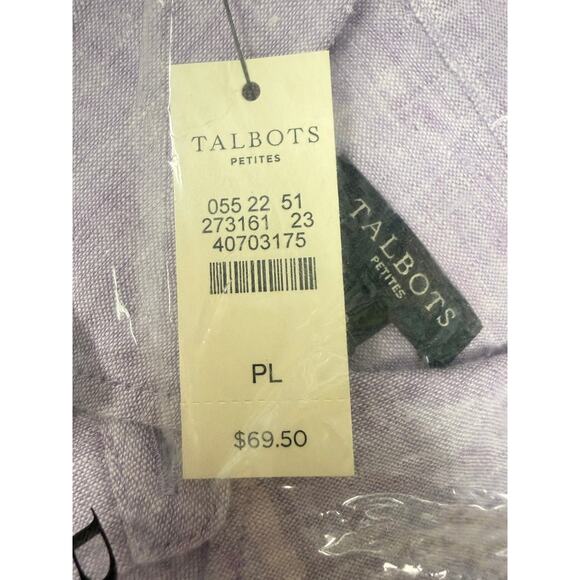 TALBOTS
PETITES
055 22 51
273161 23
40703175
PL
$69.50
TALBOTS
PETITES